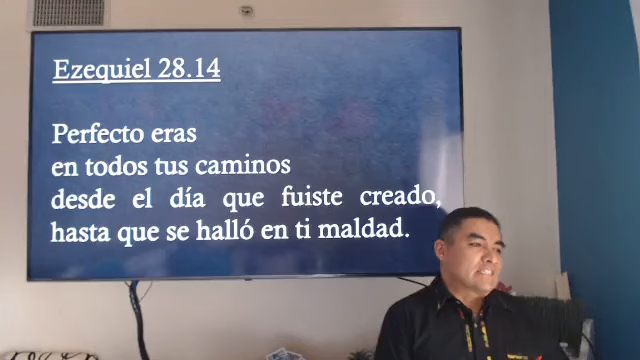 Ezequiel 28.14
Perfecto eras
en todos tus caminos
desde el día que fuiste creado,
hasta que se halló en ti maldad.